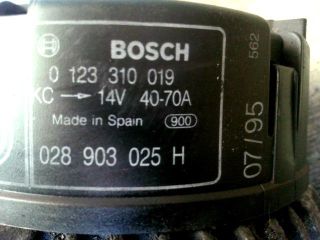 BOSCH
0 123 310 019
KC → 14V 40-70A
Made in Spain 900
028 903 025 H
07/95
562